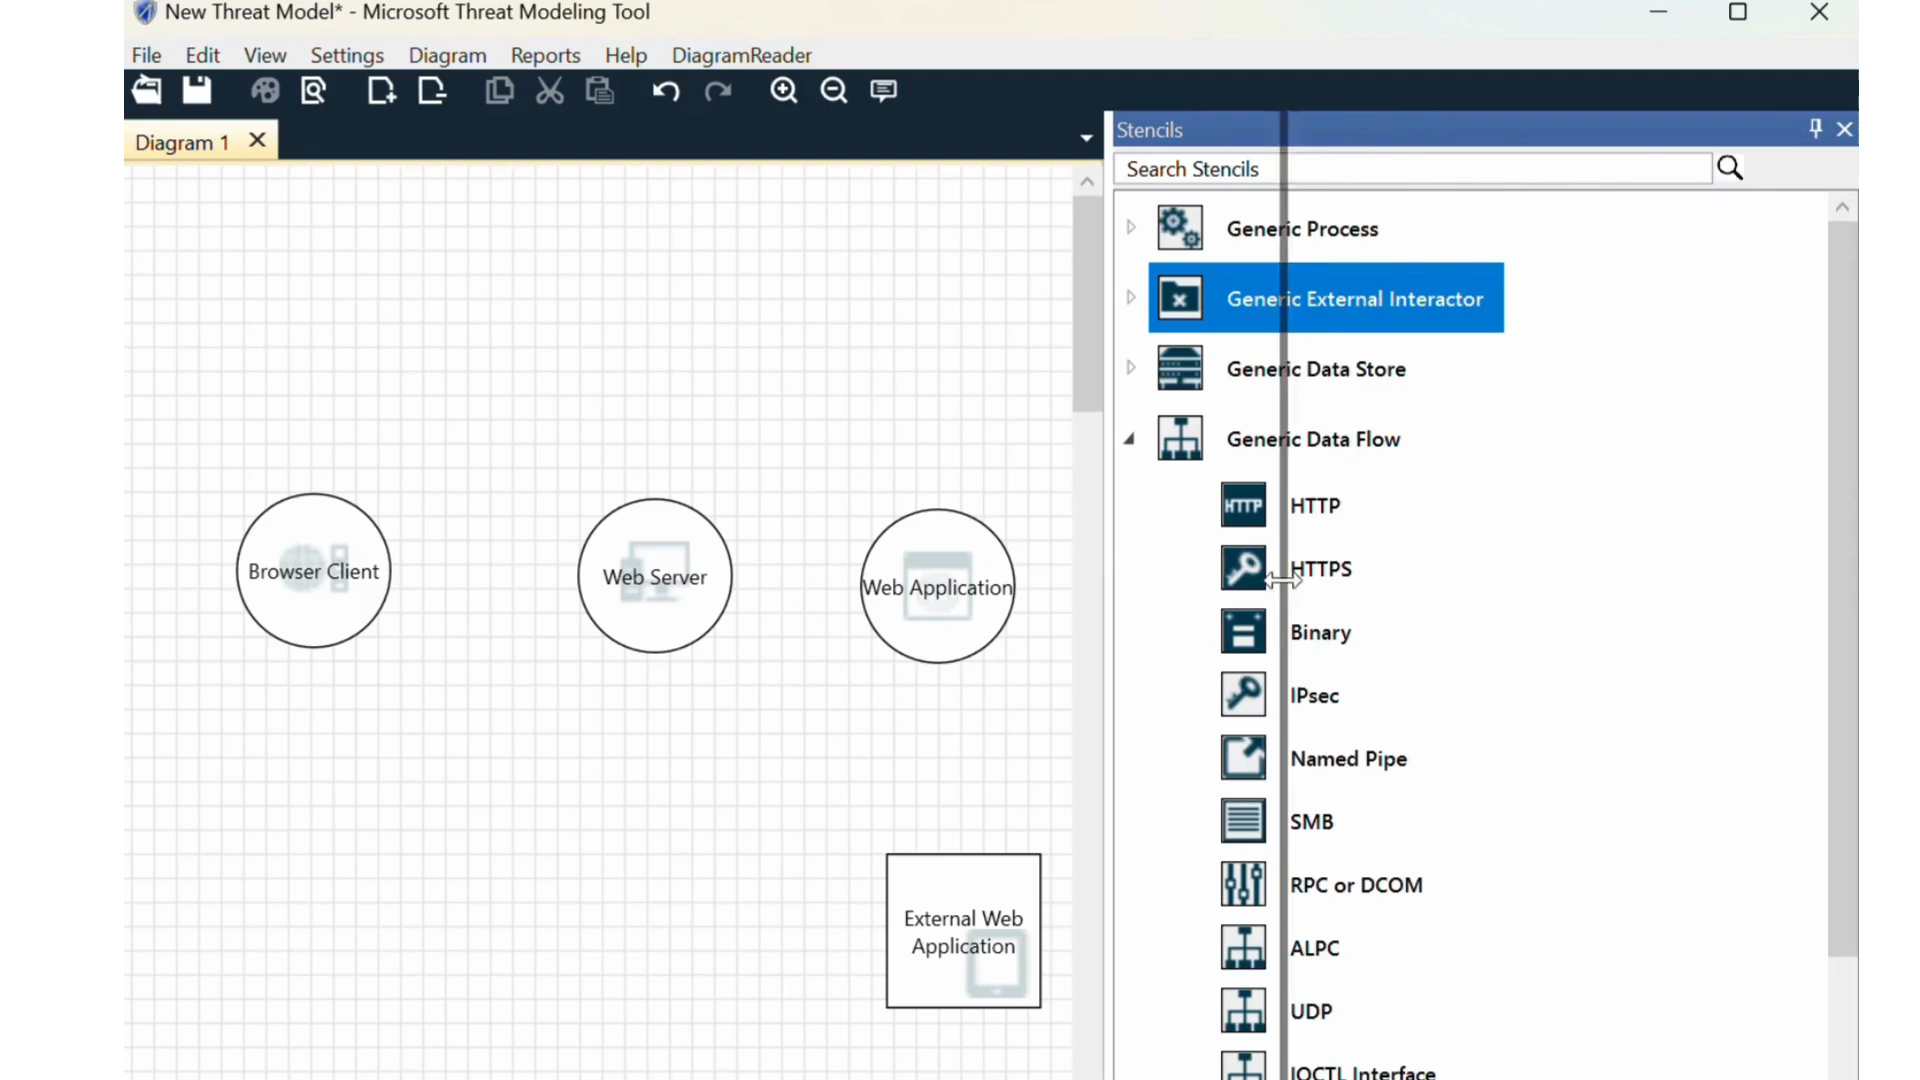 New Threat Model* - Microsoft Threat Modeling Tool
File Edit View Settings Diagram Reports Help DiagramReader
Diagram 1
Stencils
Search Stencils
Generic Process
Generic External Interactor
Generic Data Store
Generic Data Flow
HTTP
HTTP
HTTPS
Binary
IPsec
Named Pipe
SMB
RPC or DCOM
ALPC
UDP
IOCTL Interface
Browser Client
Web Server
Web Application
External Web
Application